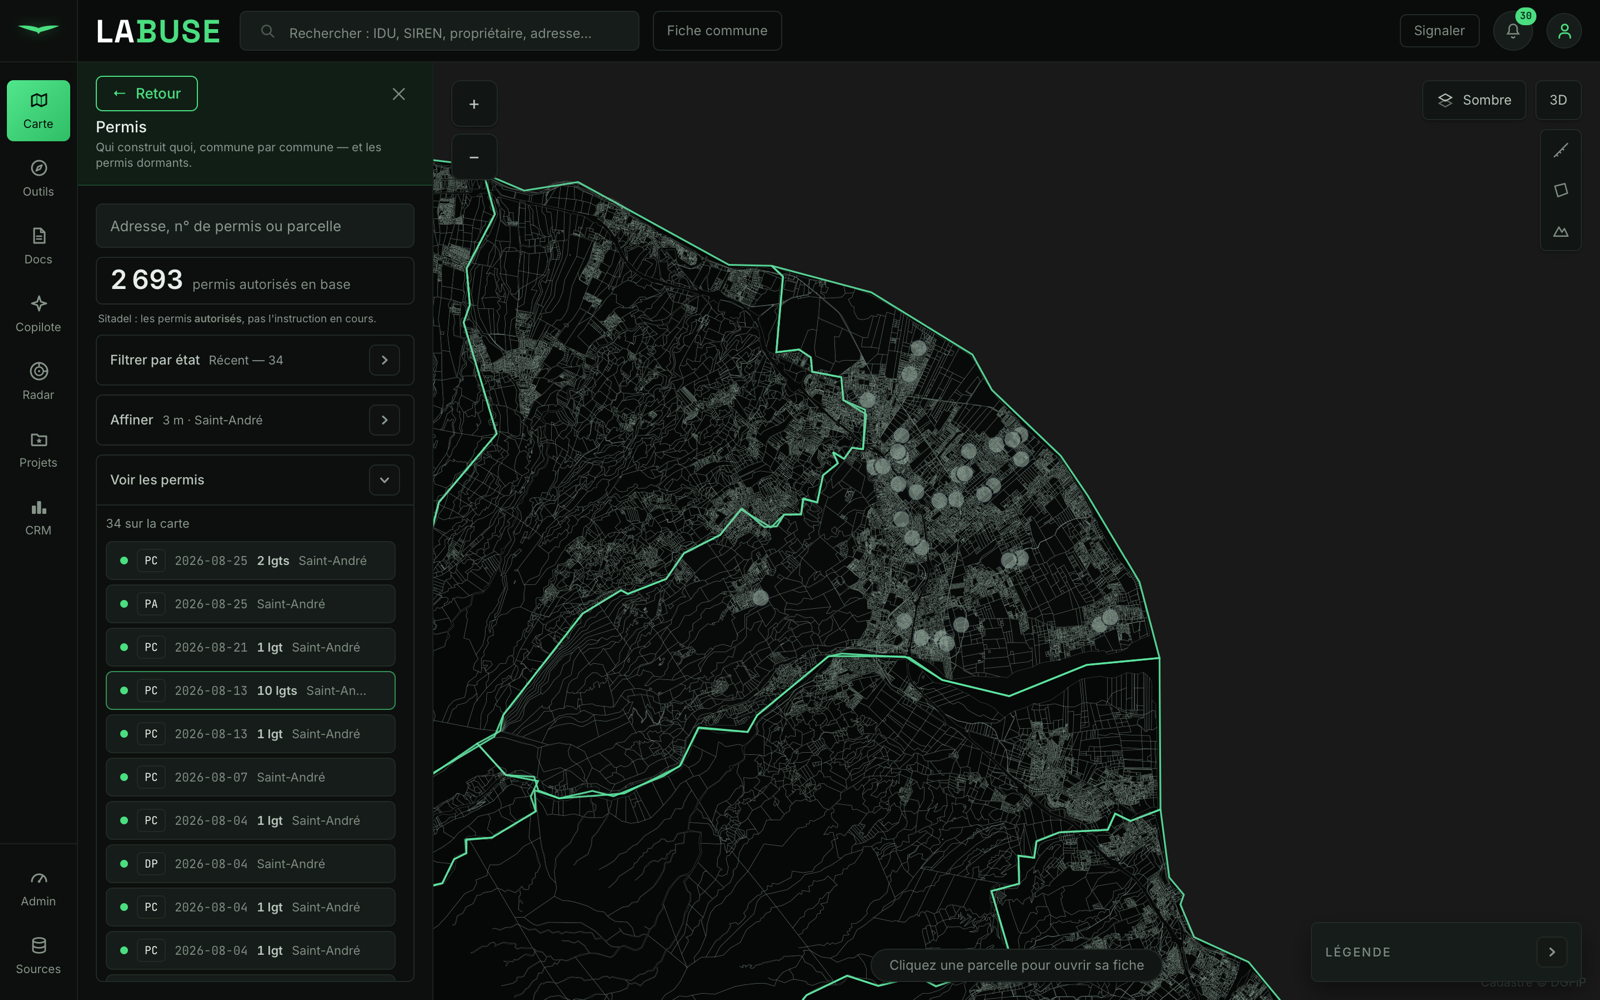 LABUSE
Rechercher : IDU, SIREN, propriétaire, adresse...
Fiche commune
Signaler
30
Carte
Outils
Docs
Copilote
Radar
Projets
CRM
Admin
Sources
← Retour
Permis
Qui construit quoi, commune par commune — et les
permis dormants.
Adresse, n° de permis ou parcelle
2 693 permis autorisés en base
Sitadel : les permis autorisés, pas l'instruction en cours.
Filtrer par état Récent — 34
Affiner 3 m · Saint-André
Voir les permis
34 sur la carte
PC 2026-08-25 2 lgts Saint-André
PA 2026-08-25 Saint-André
PC 2026-08-21 1 lgt Saint-André
PC 2026-08-13 10 lgts Saint-An...
PC 2026-08-13 1 lgt Saint-André
PC 2026-08-07 Saint-André
PC 2026-08-04 1 lgt Saint-André
DP 2026-08-04 Saint-André
PC 2026-08-04 1 lgt Saint-André
PC 2026-08-04 1 lgt Saint-André
+
−
Sombre
3D
Cliquez une parcelle pour ouvrir sa fiche
LÉGENDE
Cadastre © DGFiP